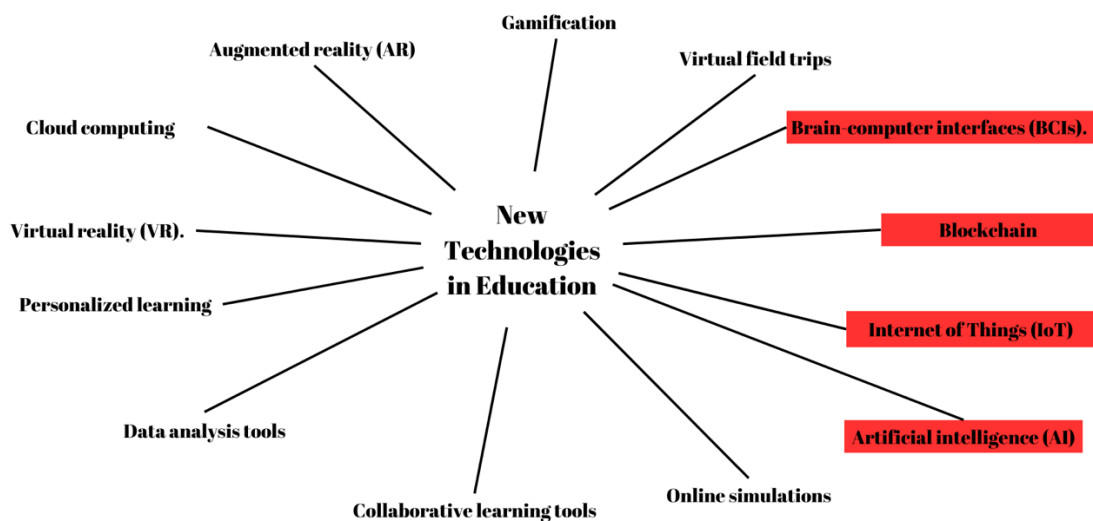 Gamification
Augmented reality (AR)
Virtual field trips
Cloud computing
Brain-computer interfaces (BCIs).
New
Technologies
in Education
Virtual reality (VR).
Blockchain
Personalized learning
Internet of Things (IoT)
Data analysis tools
Artificial intelligence (AI)
Collaborative learning tools
Online simulations